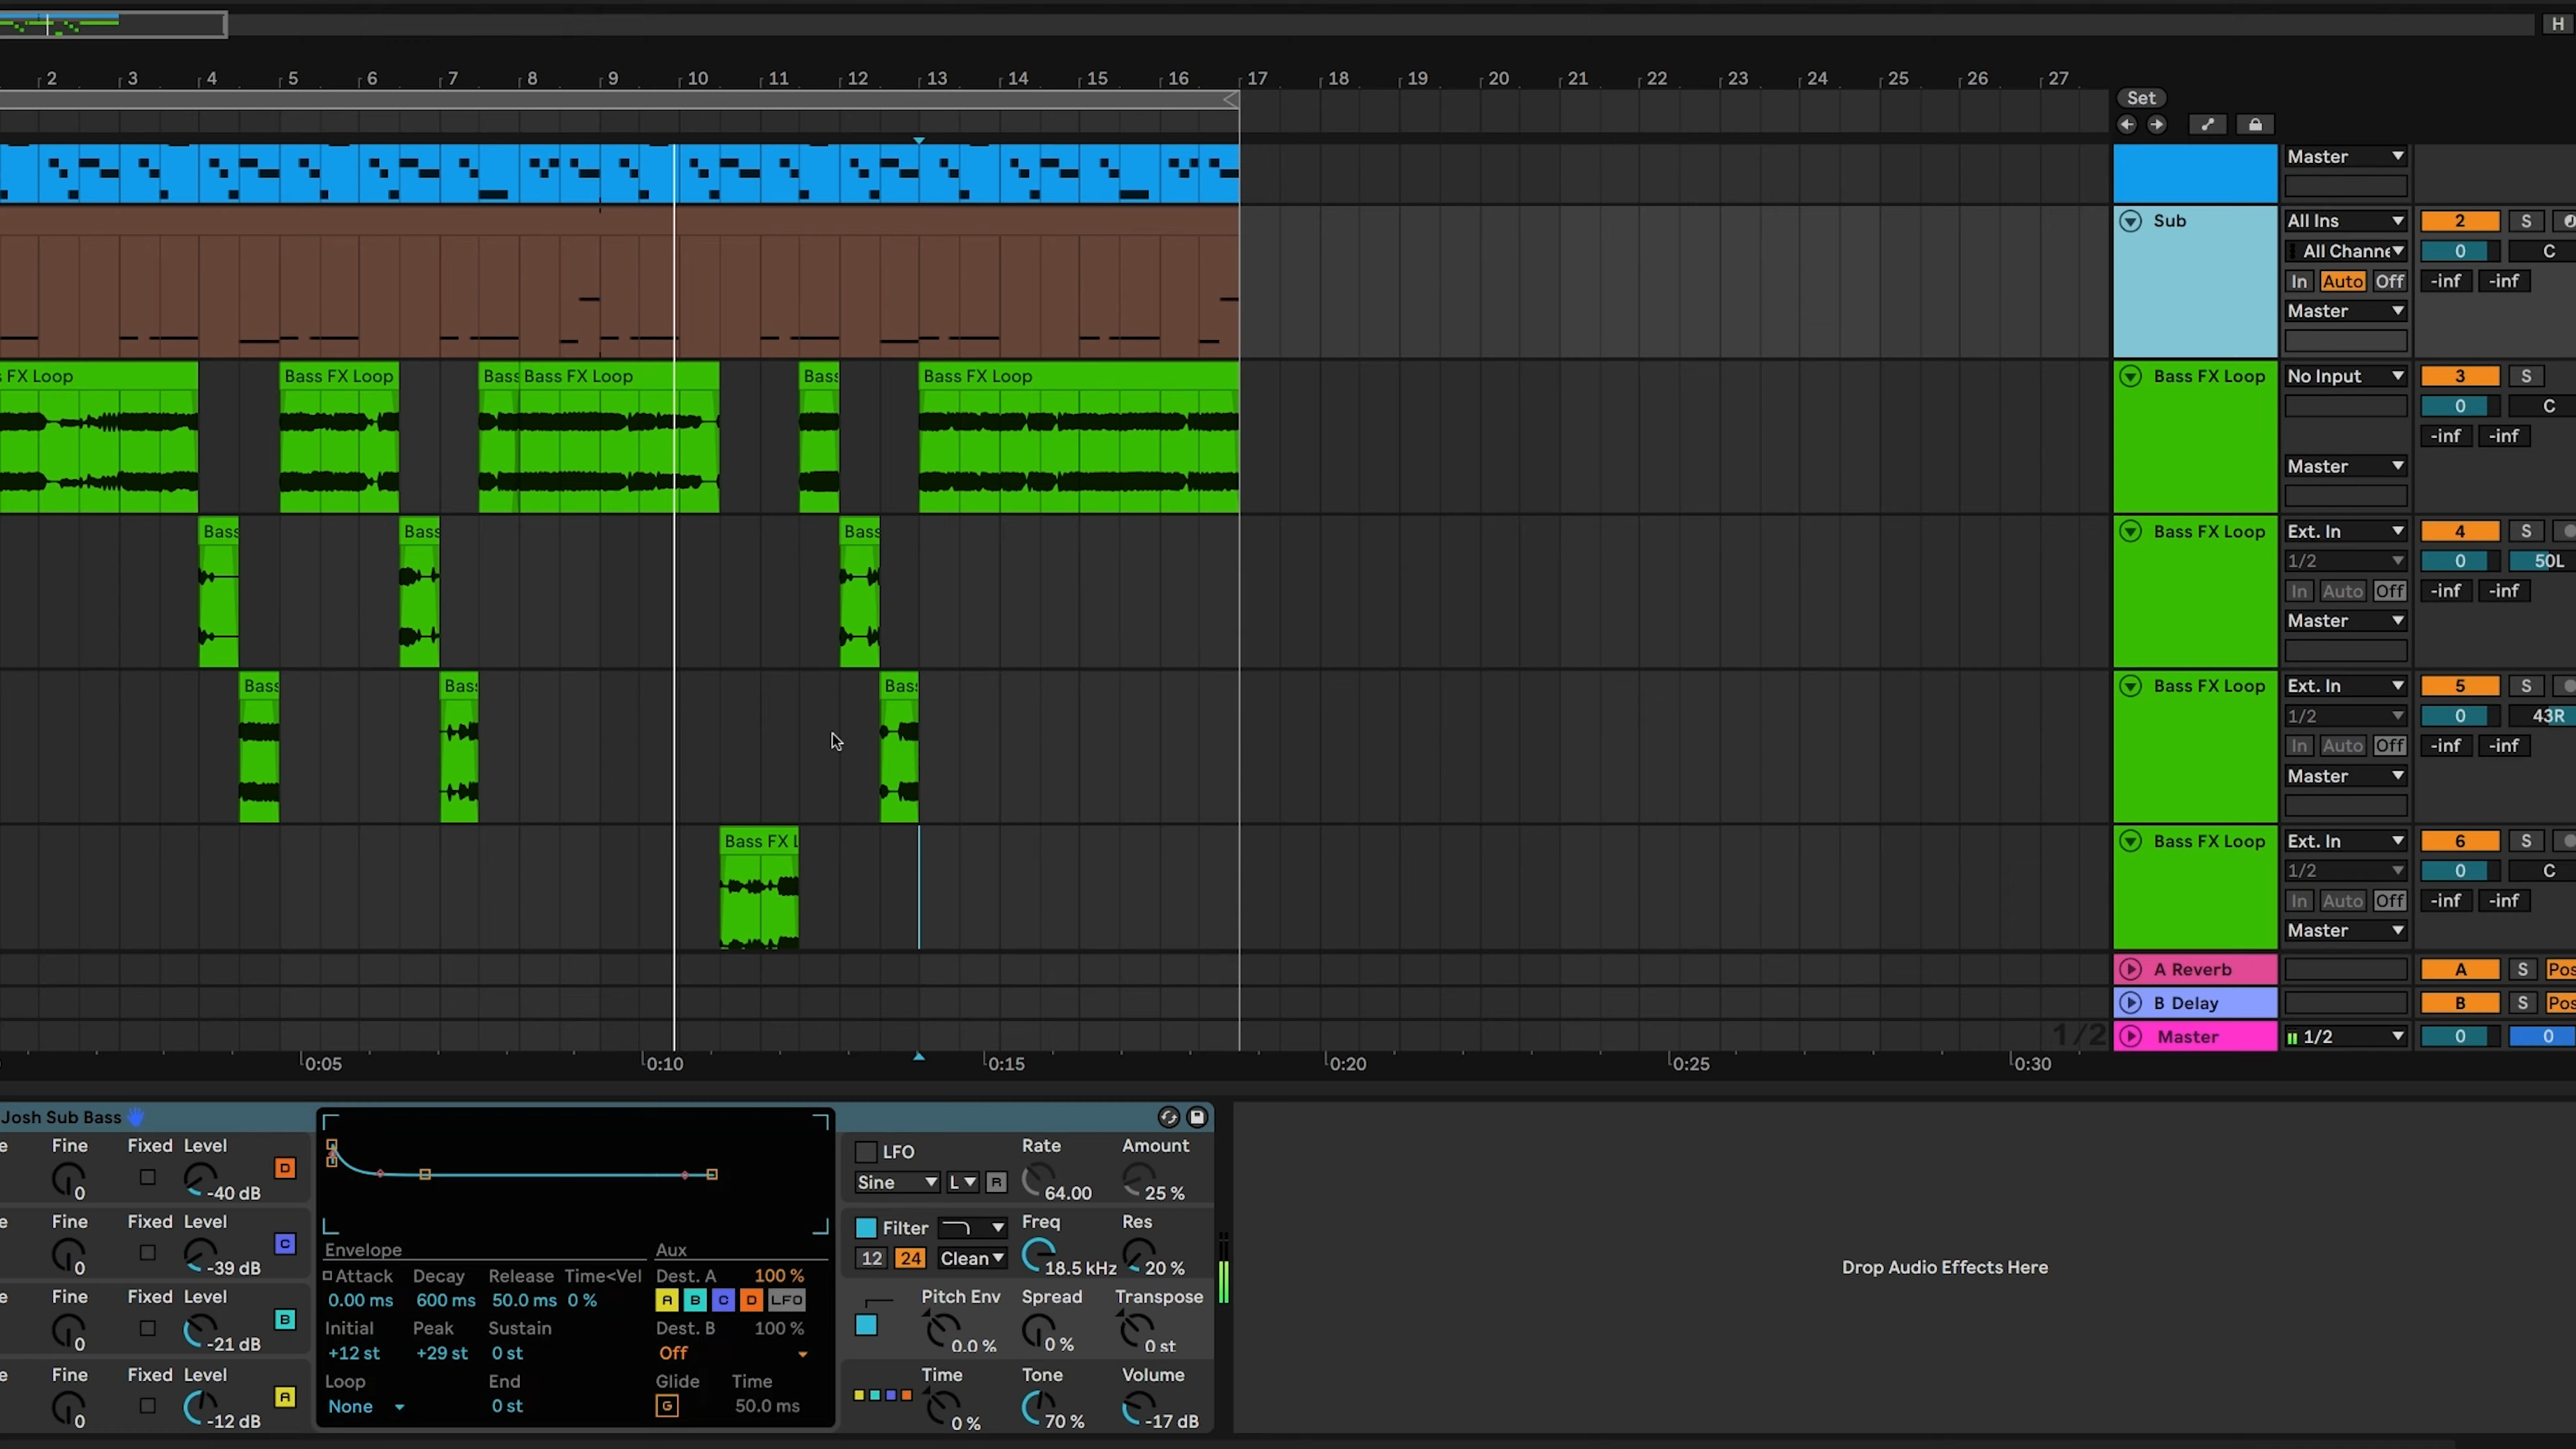 H
2 3 4 5 6 7 8 9 10 11 12 13 14 15 16 17 18 19 20 21 22 23 24 25 26 27
Set
Master
Sub All Ins 2 S
All Channe 0 C
In Auto Off -inf -inf
Master
FX Loop Bass FX Loop Bass Bass FX Loop Bass Bass FX Loop Bass FX Loop No Input 3 S
0 C
-inf -inf
Master
Bass Bass Bass Bass FX Loop Ext. In 4 S
1/2 0 50L
In Auto Off -inf -inf
Master
Bass Bass Bass Bass FX Loop Ext. In 5 S
1/2 0 43R
In Auto Off -inf -inf
Master
Bass FX L Bass FX Loop Ext. In 6 S
1/2 0 C
In Auto Off -inf -inf
Master
A Reverb A S Pos
B Delay B S Pos
1/2 Master 1/2 0 0
0:05 0:10 0:15 0:20 0:25 0:30
Josh Sub Bass
Fine Fixed Level
0 -40 dB D
Fine Fixed Level
0 -39 dB C
Fine Fixed Level
0 -21 dB B
Fine Fixed Level
0 -12 dB A
Envelope Aux
Attack Decay Release Time<Vel Dest. A 100 %
0.00 ms 600 ms 50.0 ms 0 % A B C D LFO
Initial Peak Sustain Dest. B 100 %
+12 st +29 st 0 st Off
Loop End Glide Time
None 0 st G 50.0 ms
LFO Rate Amount
Sine L R 64.00 25 %
Filter Freq Res
12 24 Clean 18.5 kHz 20 %
Pitch Env Spread Transpose
0.0 % 0 % 0 st
Time Tone Volume
0 % 70 % -17 dB
Drop Audio Effects Here